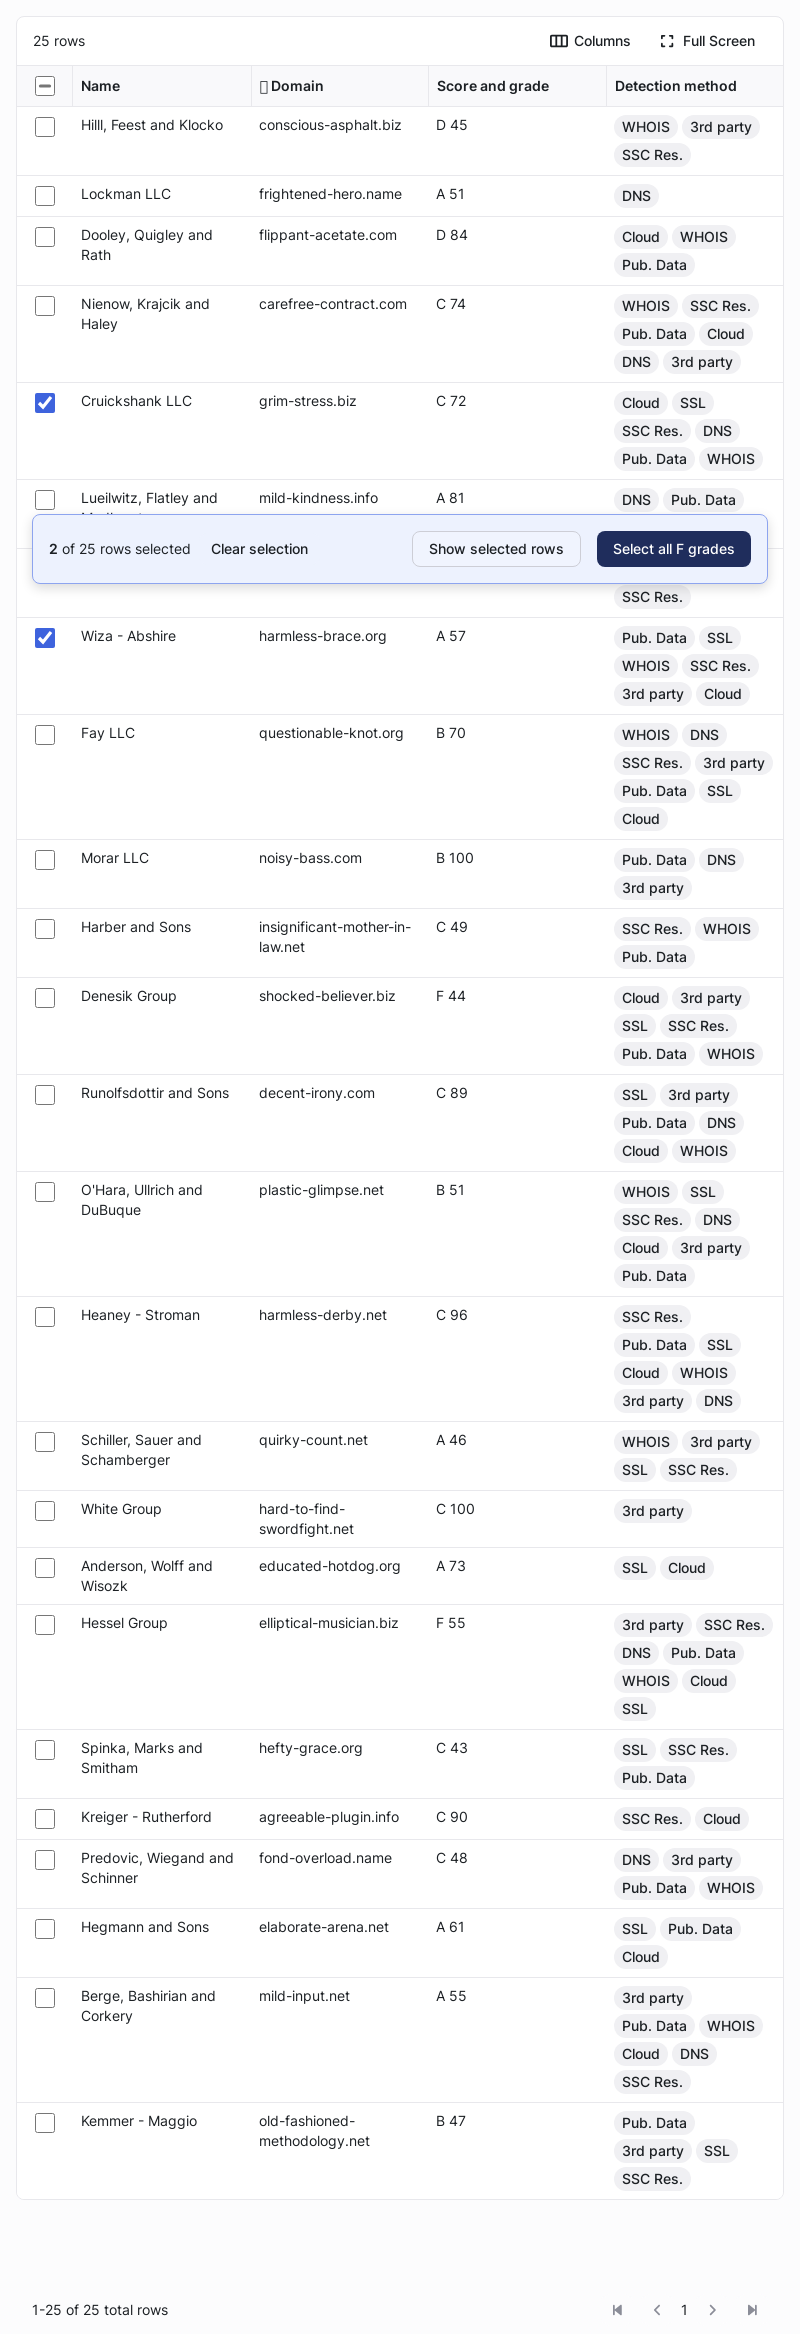 25 rows
Columns
Full Screen
Name
Domain
Score and grade
Detection method
Hilll, Feest and Klocko
conscious-asphalt.biz
D 45
WHOIS 3rd party
SSC Res.
Lockman LLC
frightened-hero.name
A 51
DNS
Dooley, Quigley and
Rath
flippant-acetate.com
D 84
Cloud WHOIS
Pub. Data
Nienow, Krajcik and
Haley
carefree-contract.com
C 74
WHOIS SSC Res.
Pub. Data Cloud
DNS 3rd party
Cruickshank LLC
grim-stress.biz
C 72
Cloud SSL
SSC Res. DNS
Pub. Data WHOIS
Lueilwitz, Flatley and
mild-kindness.info
A 81
DNS Pub. Data
2 of 25 rows selected
Clear selection
Show selected rows
Select all F grades
SSC Res.
Wiza - Abshire
harmless-brace.org
A 57
Pub. Data SSL
WHOIS SSC Res.
3rd party Cloud
Fay LLC
questionable-knot.org
B 70
WHOIS DNS
SSC Res. 3rd party
Pub. Data SSL
Cloud
Morar LLC
noisy-bass.com
B 100
Pub. Data DNS
3rd party
Harber and Sons
insignificant-mother-in-
law.net
C 49
SSC Res. WHOIS
Pub. Data
Denesik Group
shocked-believer.biz
F 44
Cloud 3rd party
SSL SSC Res.
Pub. Data WHOIS
Runolfsdottir and Sons
decent-irony.com
C 89
SSL 3rd party
Pub. Data DNS
Cloud WHOIS
O'Hara, Ullrich and
DuBuque
plastic-glimpse.net
B 51
WHOIS SSL
SSC Res. DNS
Cloud 3rd party
Pub. Data
Heaney - Stroman
harmless-derby.net
C 96
SSC Res.
Pub. Data SSL
Cloud WHOIS
3rd party DNS
Schiller, Sauer and
Schamberger
quirky-count.net
A 46
WHOIS 3rd party
SSL SSC Res.
White Group
hard-to-find-
swordfight.net
C 100
3rd party
Anderson, Wolff and
Wisozk
educated-hotdog.org
A 73
SSL Cloud
Hessel Group
elliptical-musician.biz
F 55
3rd party SSC Res.
DNS Pub. Data
WHOIS Cloud
SSL
Spinka, Marks and
Smitham
hefty-grace.org
C 43
SSL SSC Res.
Pub. Data
Kreiger - Rutherford
agreeable-plugin.info
C 90
SSC Res. Cloud
Predovic, Wiegand and
Schinner
fond-overload.name
C 48
DNS 3rd party
Pub. Data WHOIS
Hegmann and Sons
elaborate-arena.net
A 61
SSL Pub. Data
Cloud
Berge, Bashirian and
Corkery
mild-input.net
A 55
3rd party
Pub. Data WHOIS
Cloud DNS
SSC Res.
Kemmer - Maggio
old-fashioned-
methodology.net
B 47
Pub. Data
3rd party SSL
SSC Res.
1-25 of 25 total rows
1